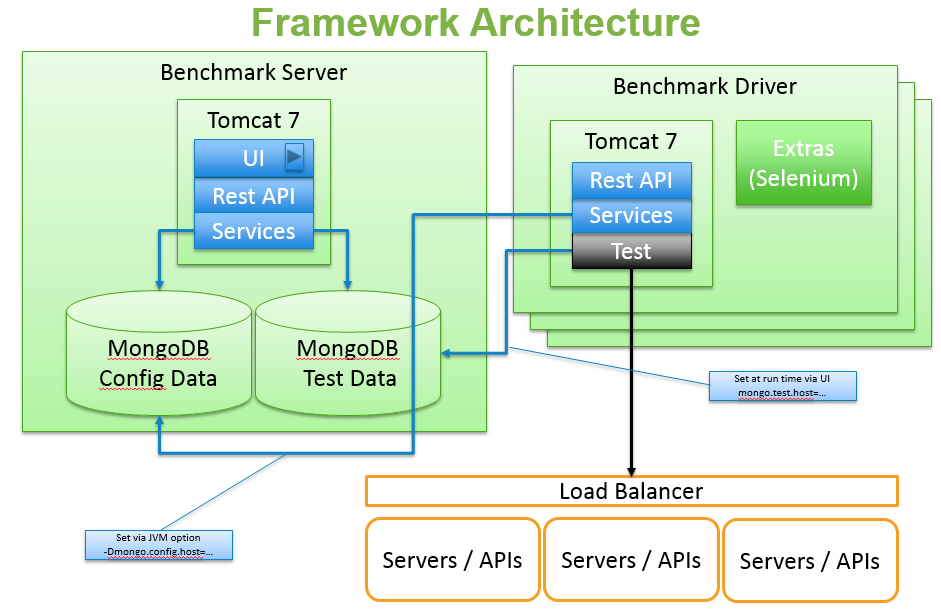 Framework Architecture
Benchmark Server
Tomcat 7
UI
Rest API
Services
MongoDB
Config Data
MongoDB
Test Data
Benchmark Driver
Tomcat 7
Rest API
Services
Test
Extras
(Selenium)
Set at run time via UI
mongo.test.host=...
Set via JVM option
-Dmongo.config.host=...
Load Balancer
Servers / APIs
Servers / APIs
Servers / APIs